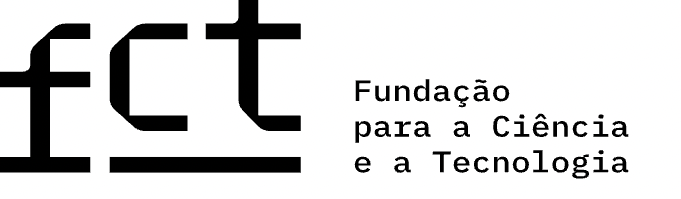 fct
Fundação
para a Ciência
e a Tecnologia